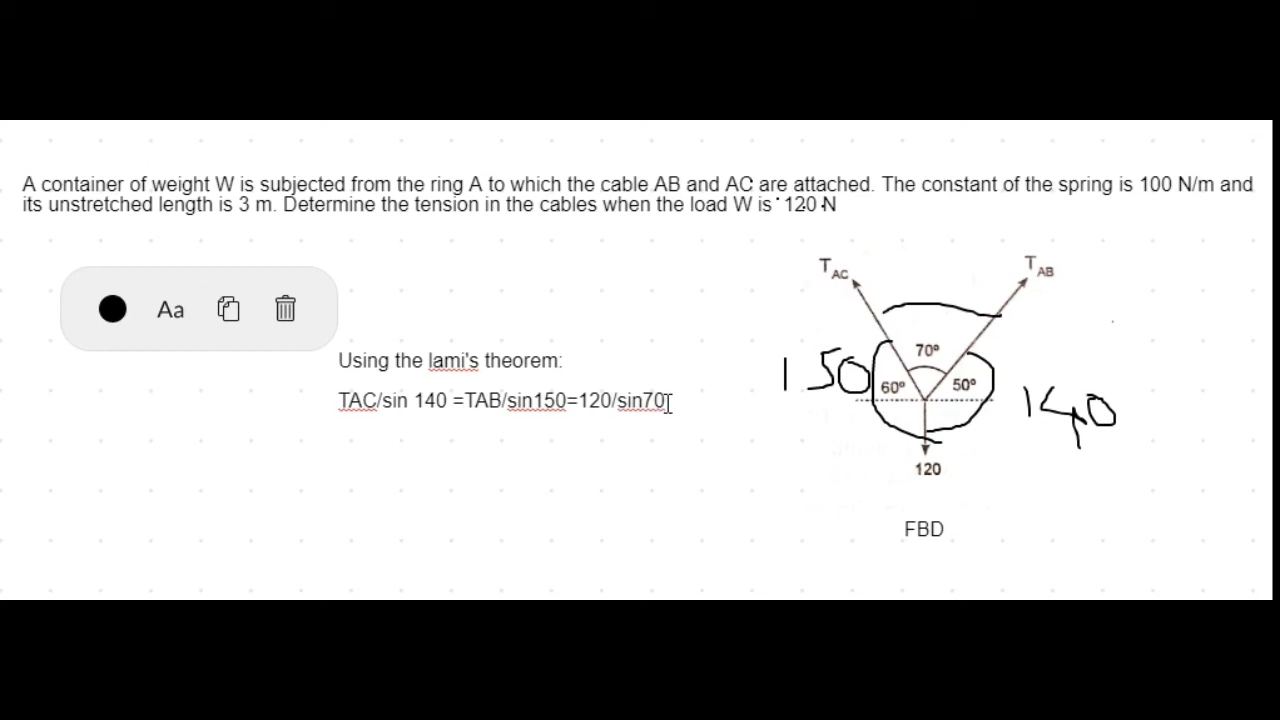 A container of weight W is subjected from the ring A to which the cable AB and AC are attached. The constant of the spring is 100 N/m and
its unstretched length is 3 m. Determine the tension in the cables when the load W is 120 N
Aa
Using the lami's theorem:
TAC/sin 140 =TAB/sin150=120/sin70
TAC
TAB
70º
150
60º
50º
140
120
FBD